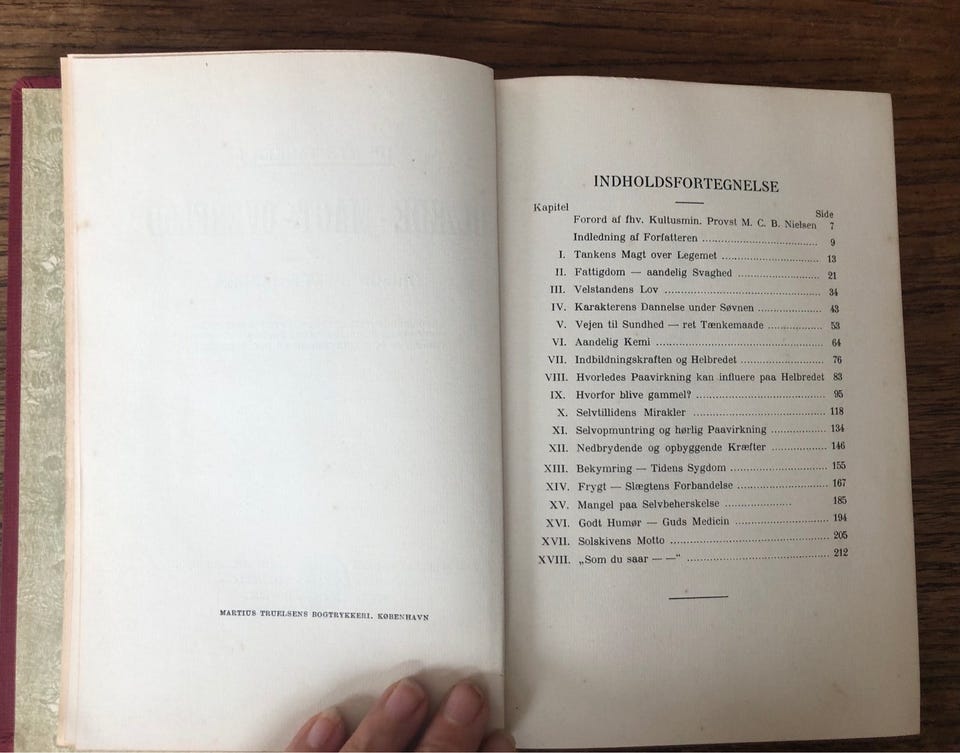 MARTIUS TRUELSENS BOGTRYKKERI. KØBENHAVN
INDHOLDSFORTEGNELSE
Kapitel Side
Forord af fhv. Kultusmin. Provst M. C. B. Nielsen 7
Indledning af Forfatteren 9
I. Tankens Magt over Legemet 13
II. Fattigdom — aandelig Svaghed 21
III. Velstandens Lov 34
IV. Karakterens Dannelse under Søvnen 43
V. Vejen til Sundhed — ret Tænkemaade 53
VI. Aandelig Kemi 64
VII. Indbildningskraften og Helbredet 76
VIII. Hvorledes Paavirkning kan influere paa Helbredet 83
IX. Hvorfor blive gammel? 95
X. Selvtillidens Mirakler 118
XI. Selvopmuntring og hørlig Paavirkning 134
XII. Nedbrydende og opbyggende Kræfter 146
XIII. Bekymring — Tidens Sygdom 155
XIV. Frygt — Slægtens Forbandelse 167
XV. Mangel paa Selvbeherskelse 185
XVI. Godt Humør — Guds Medicin 194
XVII. Solskivens Motto 205
XVIII. „Som du saar — —“ 212